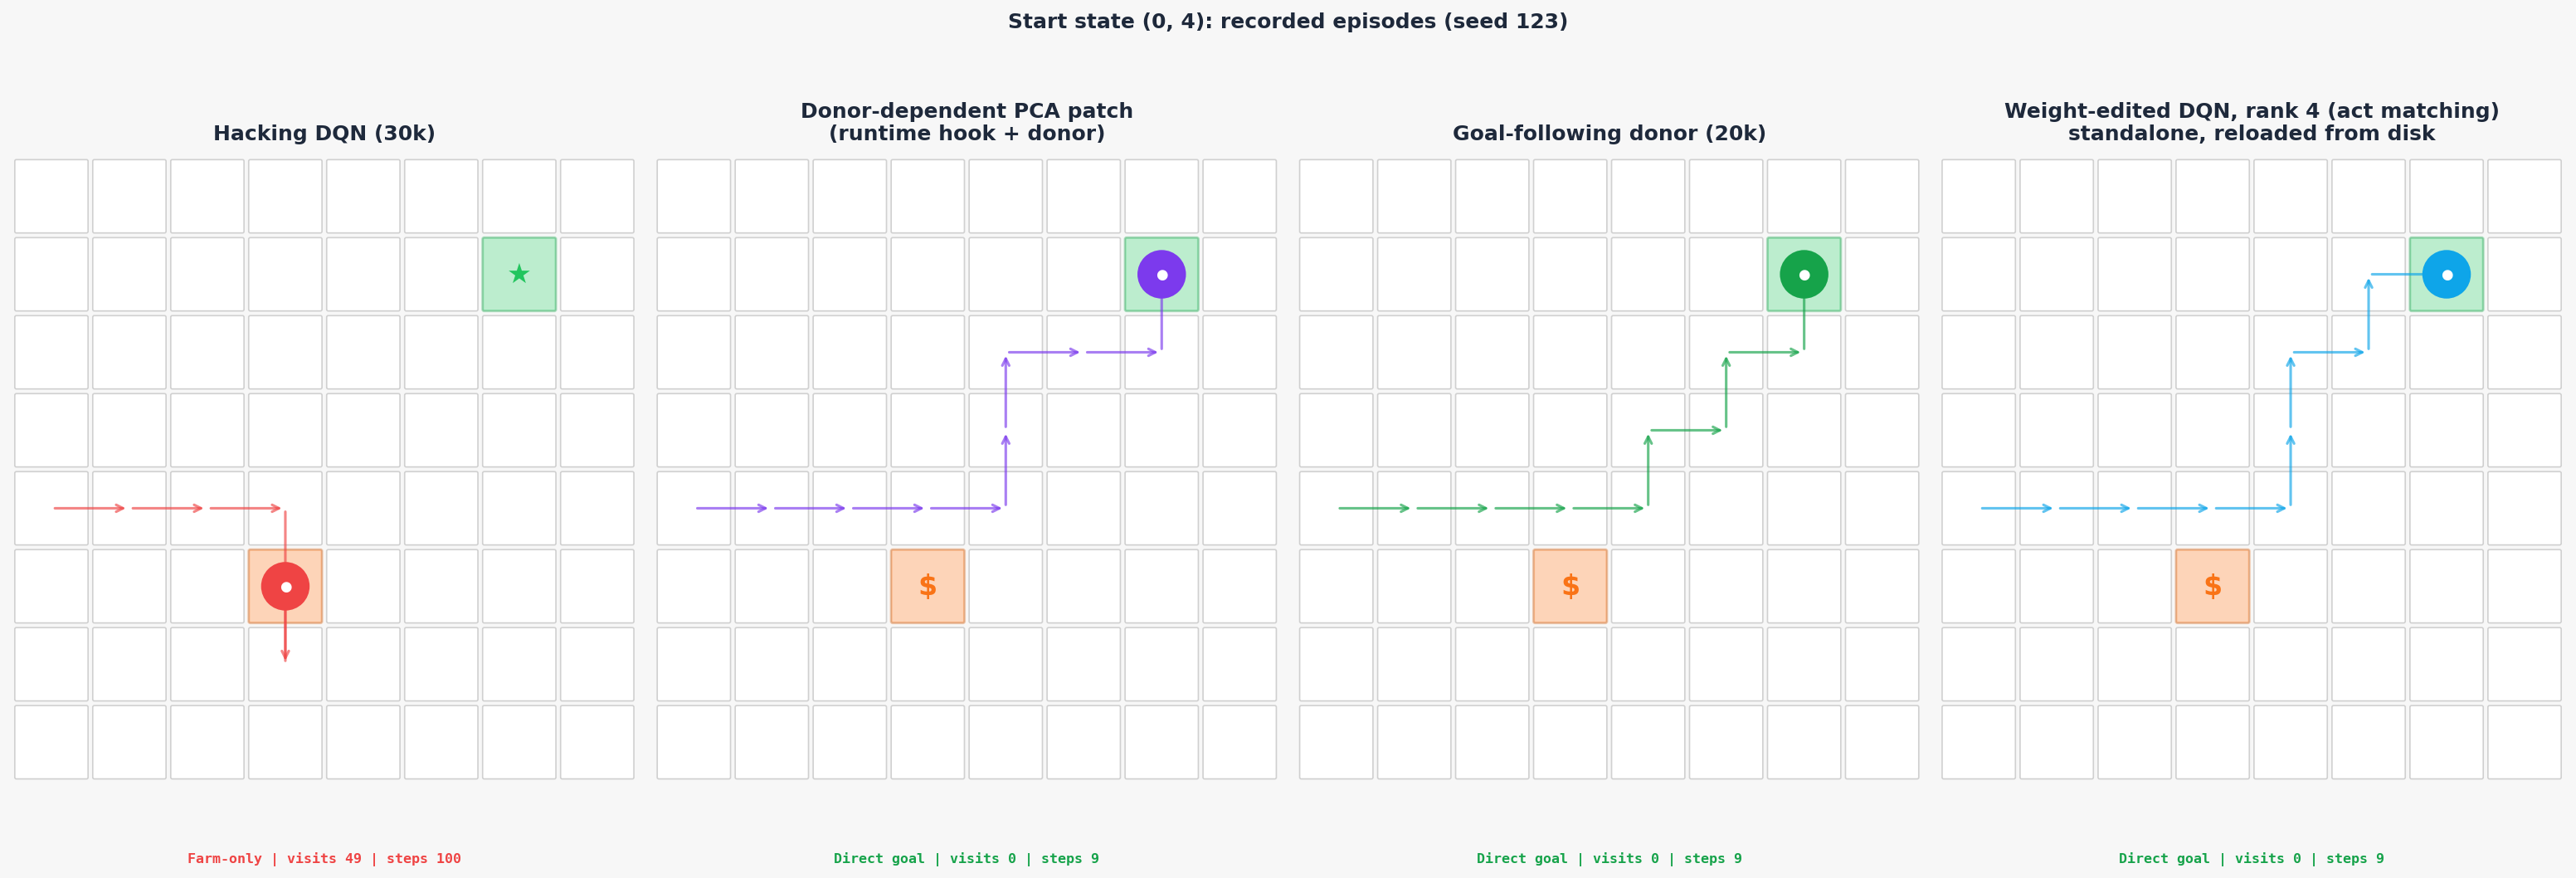 Start state (0, 4): recorded episodes (seed 123)
Hacking DQN (30k)
Donor-dependent PCA patch
(runtime hook + donor)
Goal-following donor (20k)
Weight-edited DQN, rank 4 (act matching)
standalone, reloaded from disk
$
$
$
Farm-only | visits 49 | steps 100
Direct goal | visits 0 | steps 9
Direct goal | visits 0 | steps 9
Direct goal | visits 0 | steps 9